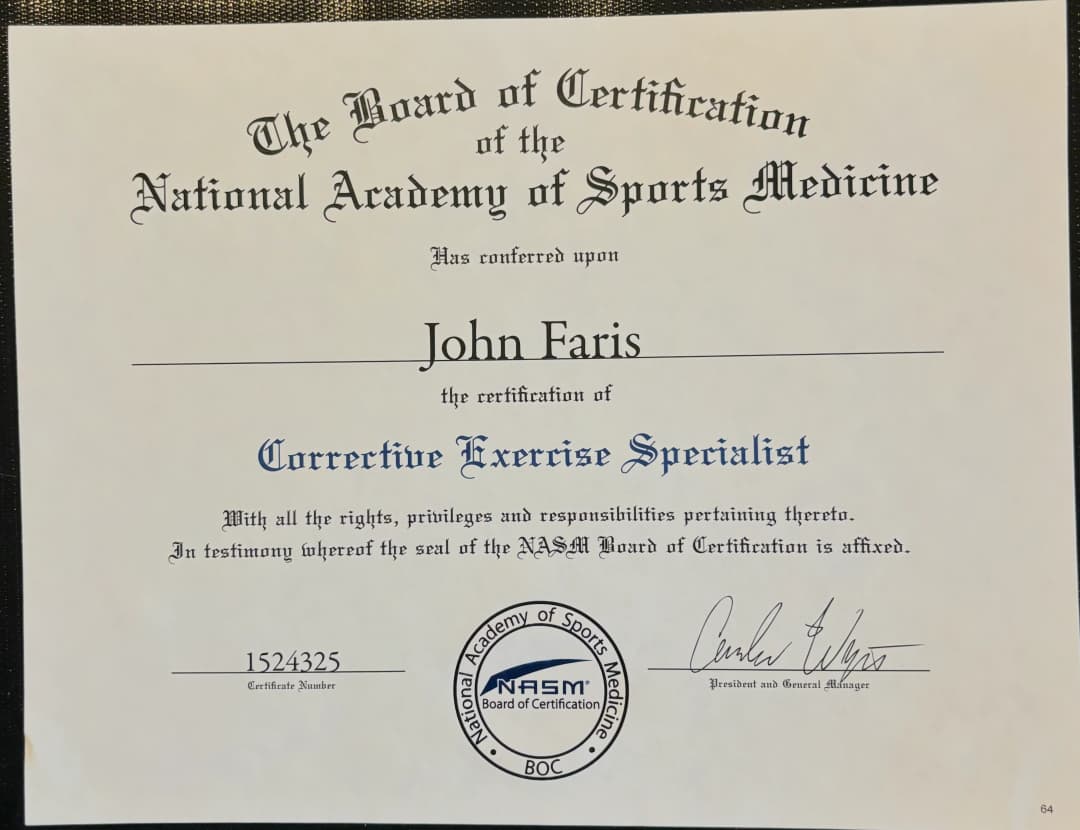 The Board of Certification
of the
National Academy of Sports Medicine
Has conferred upon
John Faris
the certification of
Corrective Exercise Specialist
With all the rights, privileges and responsibilities pertaining thereto.
In testimony whereof the seal of the NASM Board of Certification is affixed.
1524325
Certificate Number
National Academy of Sports Medicine
NASM®
Board of Certification
BOC
President and General Manager
64